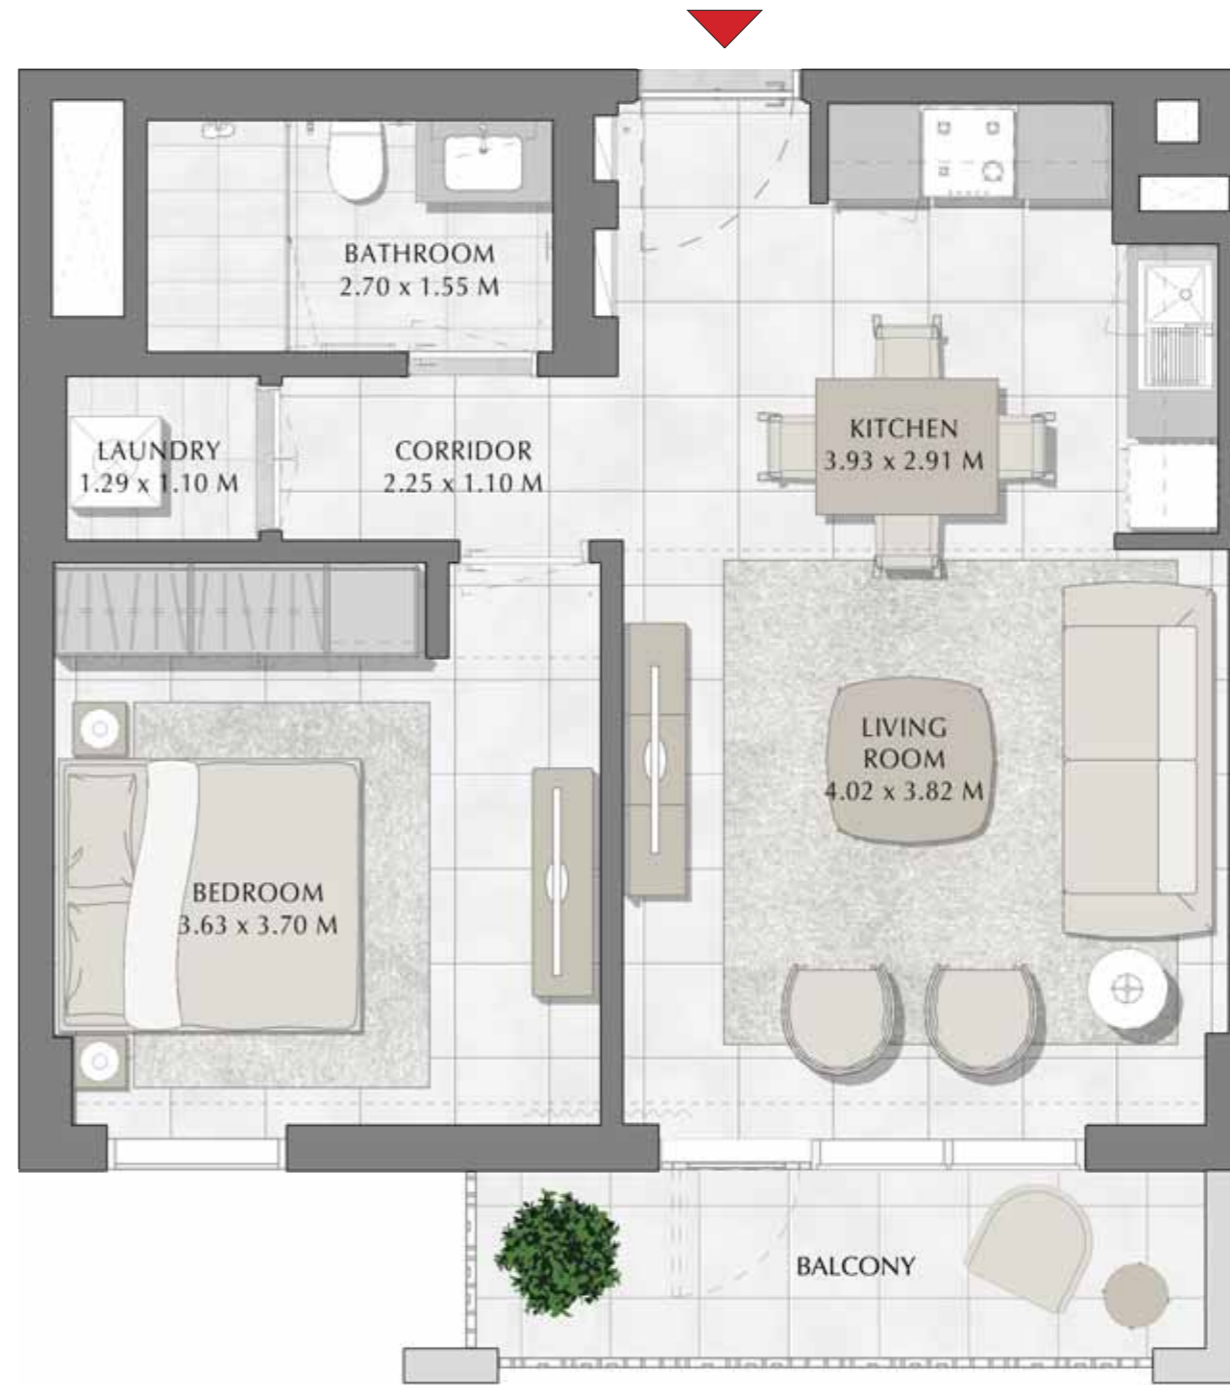 BATHROOM
2.70 x 1.55 M
LAUNDRY
1.29 x 1.10 M
CORRIDOR
2.25 x 1.10 M
KITCHEN
3.93 x 2.91 M
LIVING
ROOM
4.02 x 3.82 M
BEDROOM
3.63 x 3.70 M
BALCONY